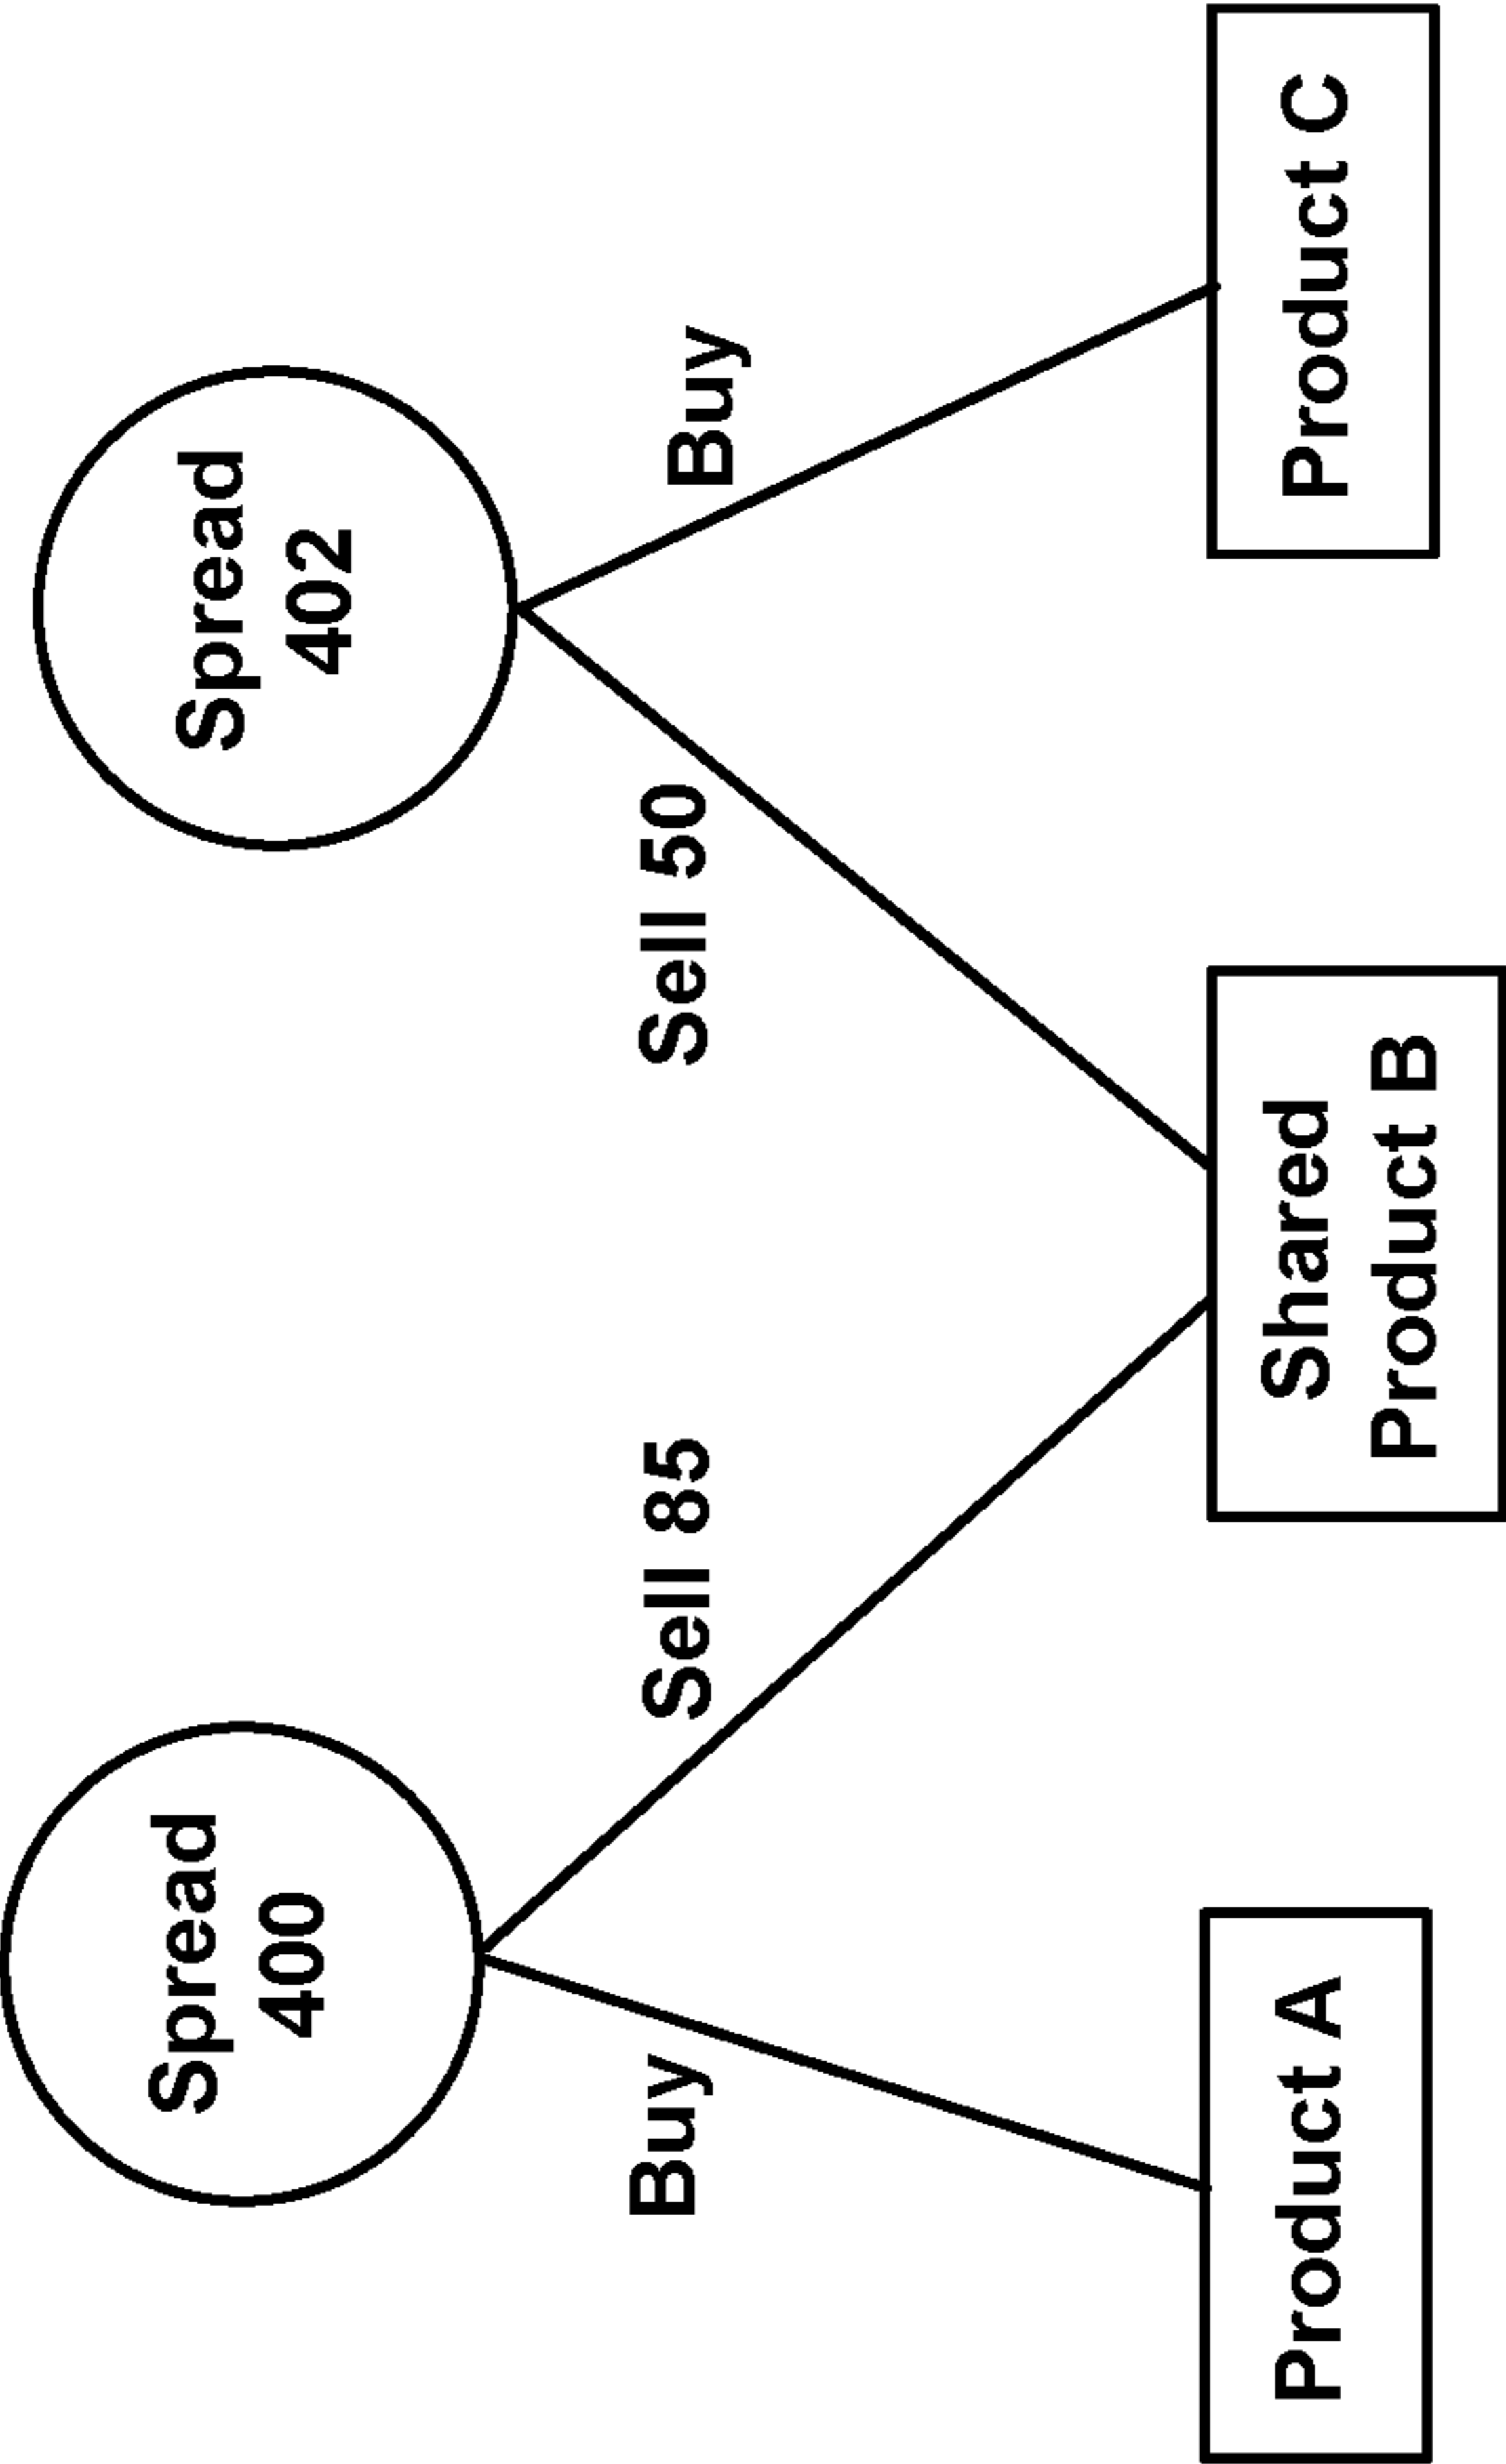 Spread
400
Spread
402
Buy
Sell 85
Sell 50
Buy
Product A
Shared
Product B
Product C